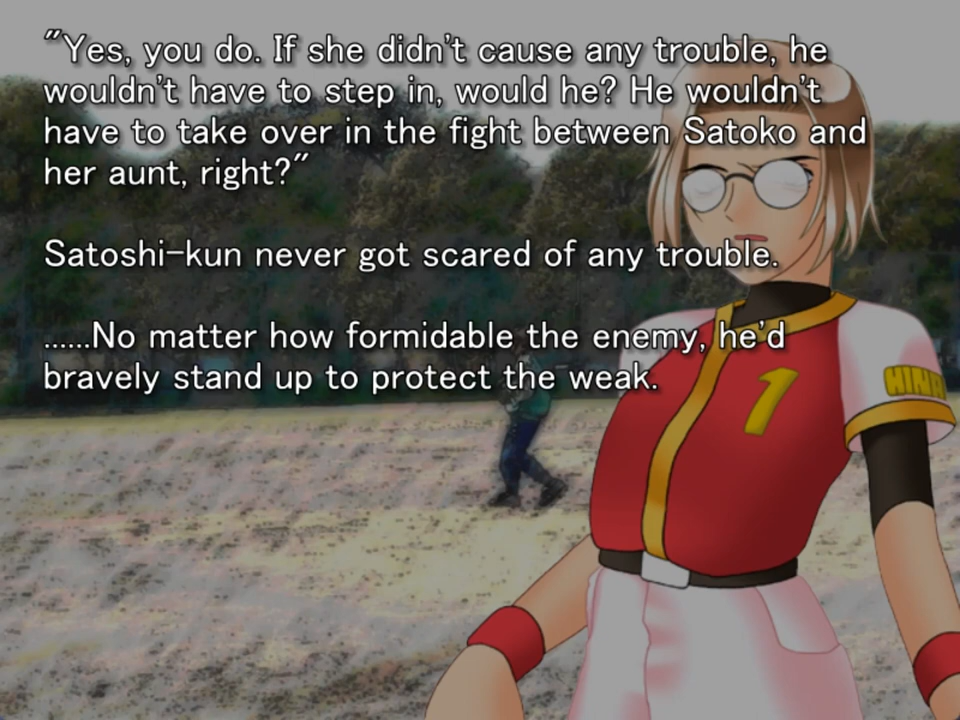 "Yes, you do. If she didn't cause any trouble, he
wouldn't have to step in, would he? He wouldn't
have to take over in the fight between Satoko and
her aunt, right?"
Satoshi-kun never got scared of any trouble.
......No matter how formidable the enemy, he'd
bravely stand up to protect the weak.
1